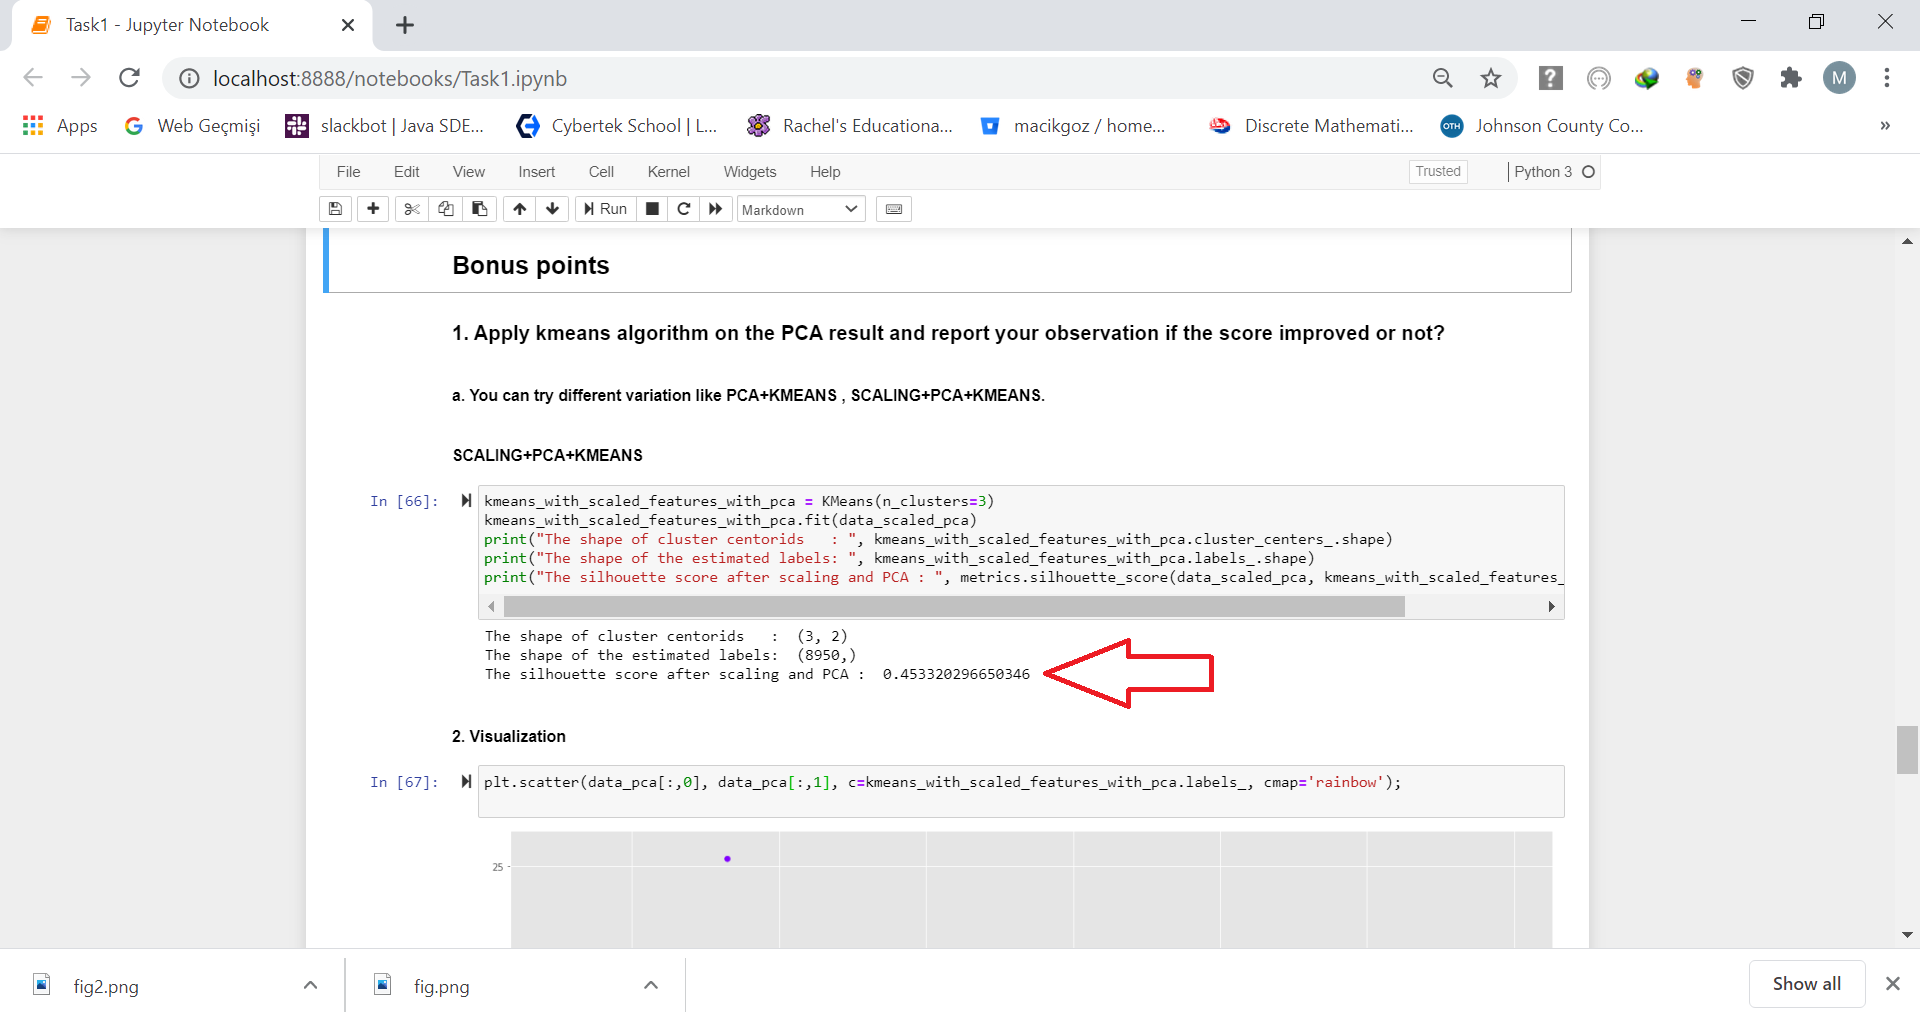 Task1 - Jupyter Notebook
localhost:8888/notebooks/Task1.ipynb
M
Apps
Web Geçmişi
slackbot | Java SDE...
Cybertek School | L...
Rachel's Educationa...
macikgoz / home...
OTH
Discrete Mathemati...
Johnson County Co...
»
File Edit View Insert Cell Kernel Widgets Help
Trusted
Python 3
Run
Markdown
Bonus points
1. Apply kmeans algorithm on the PCA result and report your observation if the score improved or not?
a. You can try different variation like PCA+KMEANS , SCALING+PCA+KMEANS.
SCALING+PCA+KMEANS
In [66]:
kmeans_with_scaled_features_with_pca = KMeans(n_clusters=3)
kmeans_with_scaled_features_with_pca.fit(data_scaled_pca)
print("The shape of cluster centorids   : ", kmeans_with_scaled_features_with_pca.cluster_centers_.shape)
print("The shape of the estimated labels: ", kmeans_with_scaled_features_with_pca.labels_.shape)
print("The silhouette score after scaling and PCA : ", metrics.silhouette_score(data_scaled_pca, kmeans_with_scaled_features_
The shape of cluster centorids   :  (3, 2)
The shape of the estimated labels:  (8950,)
The silhouette score after scaling and PCA :  0.453320296650346
2. Visualization
In [67]:
plt.scatter(data_pca[:,0], data_pca[:,1], c=kmeans_with_scaled_features_with_pca.labels_, cmap='rainbow');
25
fig2.png
fig.png
Show all